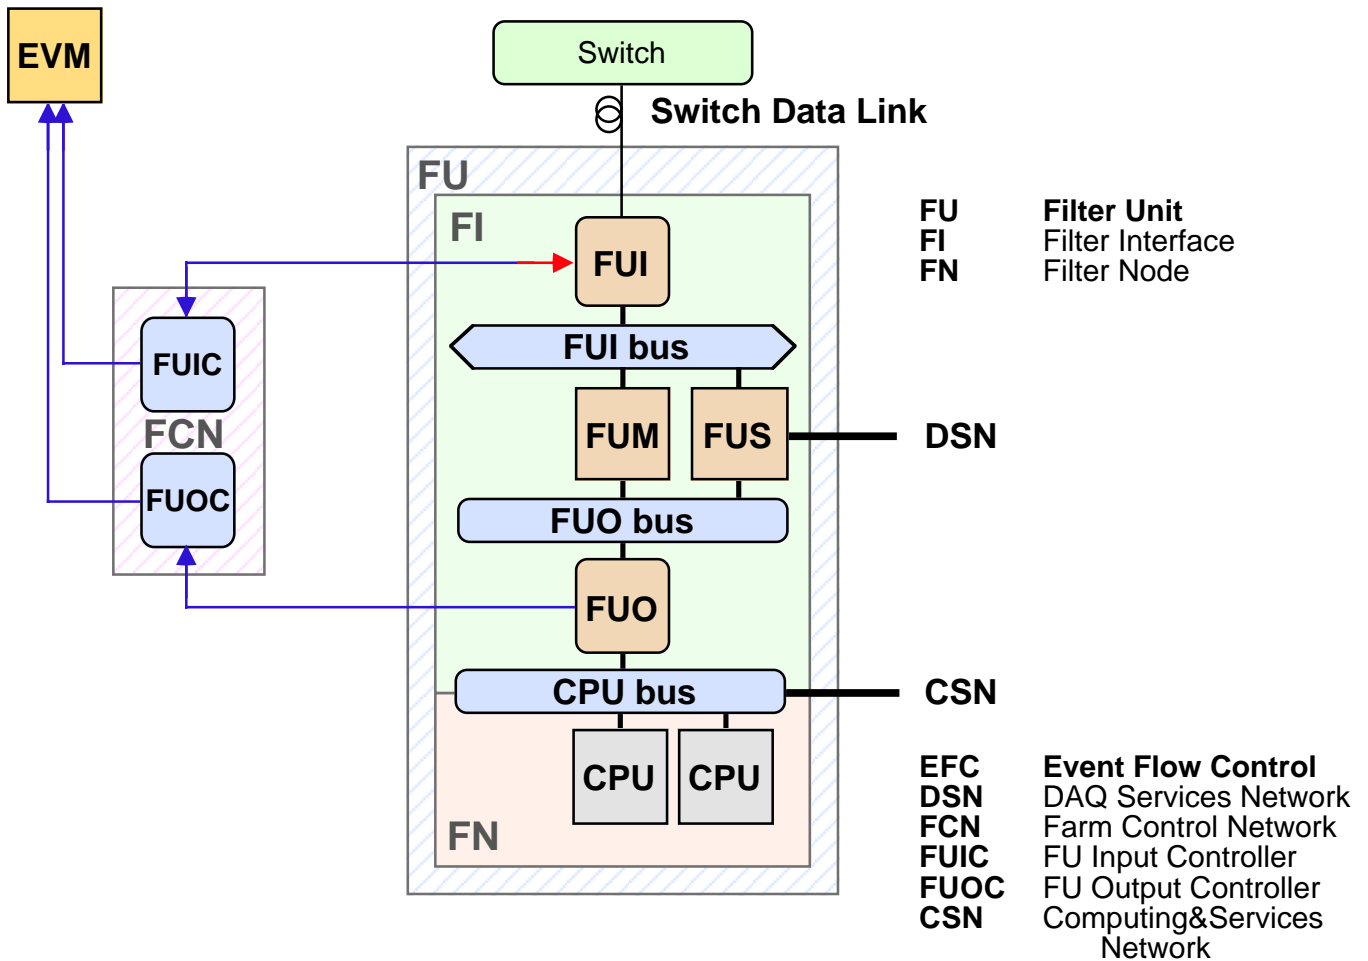 EVM
Switch
Switch Data Link
FU
FI
FUI
FU Filter Unit
FI Filter Interface
FN Filter Node
FUI bus
FUIC
FCN
FUOC
FUM
FUS
DSN
FUO bus
FUO
CPU bus
CSN
CPU
CPU
FN
EFC Event Flow Control
DSN DAQ Services Network
FCN Farm Control Network
FUIC FU Input Controller
FUOC FU Output Controller
CSN Computing&Services
Network